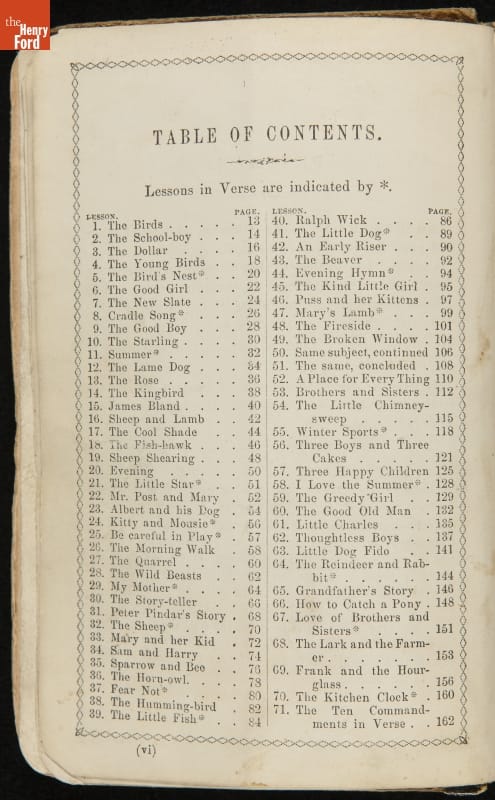 the
Henry
Ford
TABLE OF CONTENTS.
Lessons in Verse are indicated by *.
LESSON. PAGE.
1. The Birds . . . . . 13
2. The School-boy . . . 14
3. The Dollar . . . . 16
4. The Young Birds . . 18
5. The Bird's Nest* . . 20
6. The Good Girl . . . 22
7. The New Slate . . . 24
8. Cradle Song* . . . 26
9. The Good Boy . . . 28
10. The Starling . . . . 30
11. Summer* . . . . . 32
12. The Lame Dog . . . 34
13. The Rose . . . . . 36
14. The Kingbird . . . 38
15. James Bland . . . . 40
16. Sheep and Lamb . . 42
17. The Cool Shade . . 44
18. The Fish-hawk . . . 46
19. Sheep Shearing . . . 48
20. Evening . . . . . 50
21. The Little Star* . . 51
22. Mr. Post and Mary . 52
23. Albert and his Dog . 54
24. Kitty and Mousie* . 56
25. Be careful in Play* . 57
26. The Morning Walk . 58
27. The Quarrel . . . . 60
28. The Wild Beasts . . 62
29. My Mother* . . . . 64
30. The Story-teller . . 66
31. Peter Pindar's Story . 68
32. The Sheep* . . . . 70
33. Mary and her Kid . 72
34. Sam and Harry . . 74
35. Sparrow and Bee . . 76
36. The Horn-owl . . . 78
37. Fear Not* . . . . 80
38. The Humming-bird . 82
39. The Little Fish* . . 84
LESSON. PAGE.
40. Ralph Wick . . . . 86
41. The Little Dog* . . 89
42. An Early Riser . . . 90
43. The Beaver . . . . 92
44. Evening Hymn* . . 94
45. The Kind Little Girl . 95
46. Puss and her Kittens . 97
47. Mary's Lamb* . . . 99
48. The Fireside . . . . 101
49. The Broken Window . 104
50. Same subject, continued 106
51. The same, concluded . 108
52. A Place for Every Thing 110
53. Brothers and Sisters . 112
54. The Little Chimney-
sweep . . . . . 115
55. Winter Sports* . . . 118
56. Three Boys and Three
Cakes . . . . . 121
57. Three Happy Children 125
58. I Love the Summer* . 128
59. The Greedy Girl . . 129
60. The Good Old Man . 132
61. Little Charles . . . 135
62. Thoughtless Boys . . 137
63. Little Dog Fido . . 141
64. The Reindeer and Rab-
bit* . . . . . . 144
65. Grandfather's Story . 146
66. How to Catch a Pony . 148
67. Love of Brothers and
Sisters* . . . . . 151
68. The Lark and the Farm-
er . . . . . . . 153
69. Frank and the Hour-
glass . . . . . . 156
70. The Kitchen Clock* . 160
71. The Ten Command-
ments in Verse . . 162
(vi)